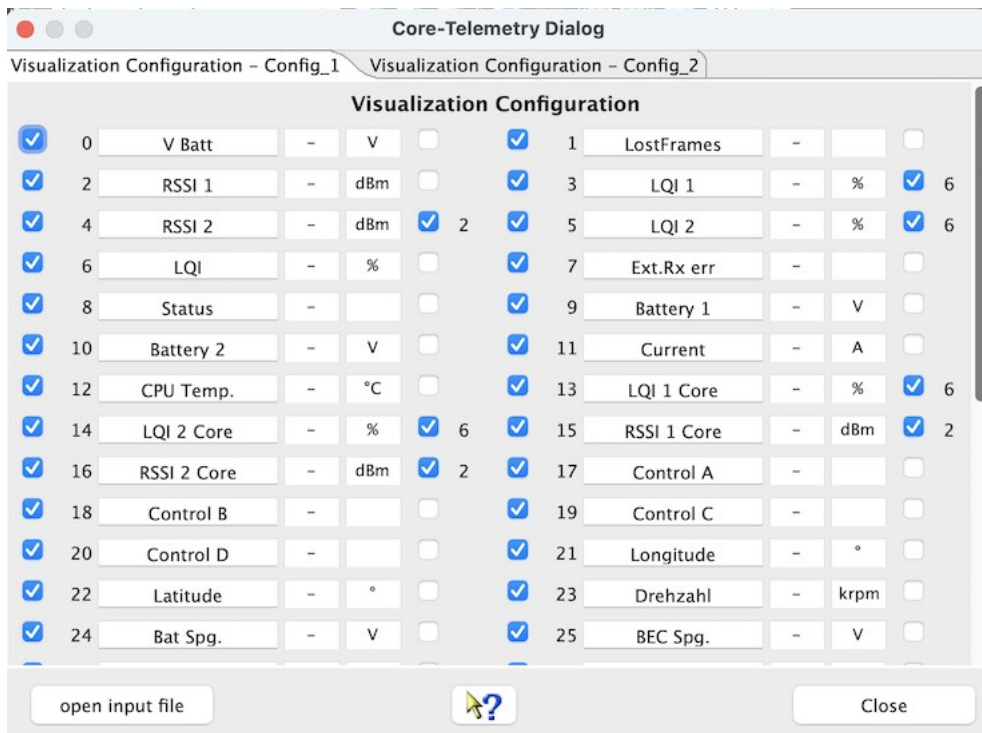 Core-Telemetry Dialog
Visualization Configuration – Config_1 Visualization Configuration – Config_2
Visualization Configuration
0 V Batt – V 1 LostFrames –
2 RSSI 1 – dBm 3 LQI 1 – % 6
4 RSSI 2 – dBm 2 5 LQI 2 – % 6
6 LQI – % 7 Ext.Rx err –
8 Status – 9 Battery 1 – V
10 Battery 2 – V 11 Current – A
12 CPU Temp. – °C 13 LQI 1 Core – % 6
14 LQI 2 Core – % 6 15 RSSI 1 Core – dBm 2
16 RSSI 2 Core – dBm 2 17 Control A –
18 Control B – 19 Control C –
20 Control D – 21 Longitude – °
22 Latitude – ° 23 Drehzahl – krpm
24 Bat Spg. – V 25 BEC Spg. – V
open input file ? Close